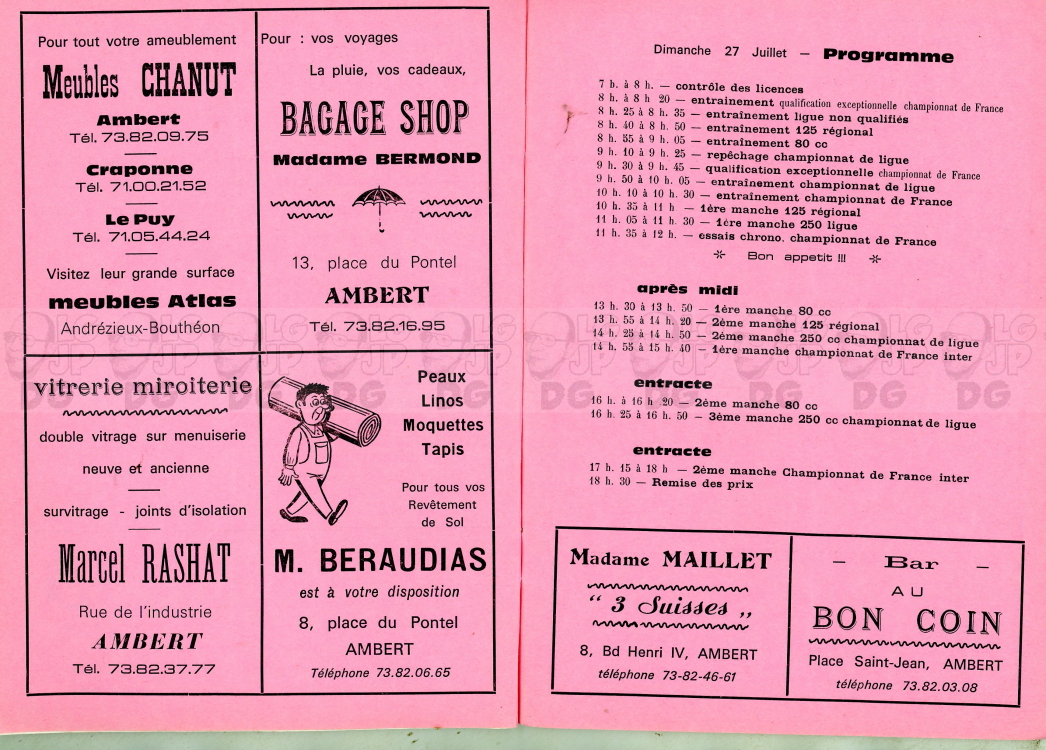 Pour tout votre ameublement
Meubles CHANUT
Ambert
Tél. 73.82.09.75
Craponne
Tél. 71.00.21.52
Le Puy
Tél. 71.05.44.24
Visitez leur grande surface
meubles Atlas
Andrézieux-Bouthéon
Pour : vos voyages
La pluie, vos cadeaux,
BAGAGE SHOP
Madame BERMOND
13, place du Pontel
AMBERT
Tél. 73.82.16.95
vitrerie miroiterie
double vitrage sur menuiserie
neuve et ancienne
survitrage - joints d'isolation
Marcel RASHAT
Rue de l'industrie
AMBERT
Tél. 73.82.37.77
Peaux
Linos
Moquettes
Tapis
Pour tous vos
Revêtement
de Sol
M. BERAUDIAS
est à votre disposition
8, place du Pontel
AMBERT
Téléphone 73.82.06.65
Dimanche 27 Juillet — Programme
7 h. à 8 h. — contrôle des licences
8 h. à 8 h 20 — entrainement qualification exceptionnelle championnat de France
8 h. 25 à 8 h. 35 — entraînement ligue non qualifiés
8 h. 40 à 8 h. 50 — entraînement 125 régional
8 h. 55 à 9 h. 05 — entraînement 80 cc
9 h. 10 à 9 h. 25 — repêchage championnat de ligue
9 h. 30 à 9 h. 45 — qualification exceptionnelle championnat de France
9 h. 50 à 10 h. 05 — entraînement championnat de ligue
10 h. 10 à 10 h. 30 — entraînement championnat de France
10 h. 35 à 11 h — 1ère manche 125 régional
11 h. 05 à 11 h. 30 — 1ère manche 250 ligue
11 h. 35 à 12 h. — essais chrono. championnat de France
Bon appetit !!!
après midi
13 h. 30 à 13 h. 50 — 1ère manche 80 cc
13 h. 55 à 14 h. 20 — 2ème manche 125 régional
14 h. 25 à 14 h. 50 — 2ème manche 250 cc championnat de ligue
14 h. 55 à 15 h. 40 — 1ère manche championnat de France inter
entracte
16 h. à 16 h .20 — 2ème manche 80 cc
16 h. 25 à 16 h. 50 — 3ème manche 250 cc championnat de ligue
entracte
17 h. 15 à 18 h — 2ème manche Championnat de France inter
18 h. 30 — Remise des prix
Madame MAILLET
" 3 Suisses „
8, Bd Henri IV, AMBERT
téléphone 73-82-46-61
— Bar —
AU
BON COIN
Place Saint-Jean, AMBERT
téléphone 73.82.03.08